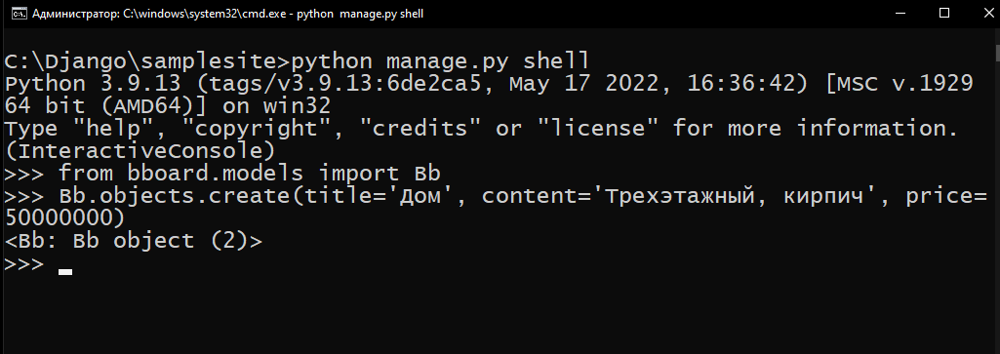 Администратор: C:\windows\system32\cmd.exe - python  manage.py shell
C:\Django\samplesite>python manage.py shell
Python 3.9.13 (tags/v3.9.13:6de2ca5, May 17 2022, 16:36:42) [MSC v.1929
64 bit (AMD64)] on win32
Type "help", "copyright", "credits" or "license" for more information.
(InteractiveConsole)
>>> from bboard.models import Bb
>>> Bb.objects.create(title='Дом', content='Трехэтажный, кирпич', price=
50000000)
<Bb: Bb object (2)>
>>>